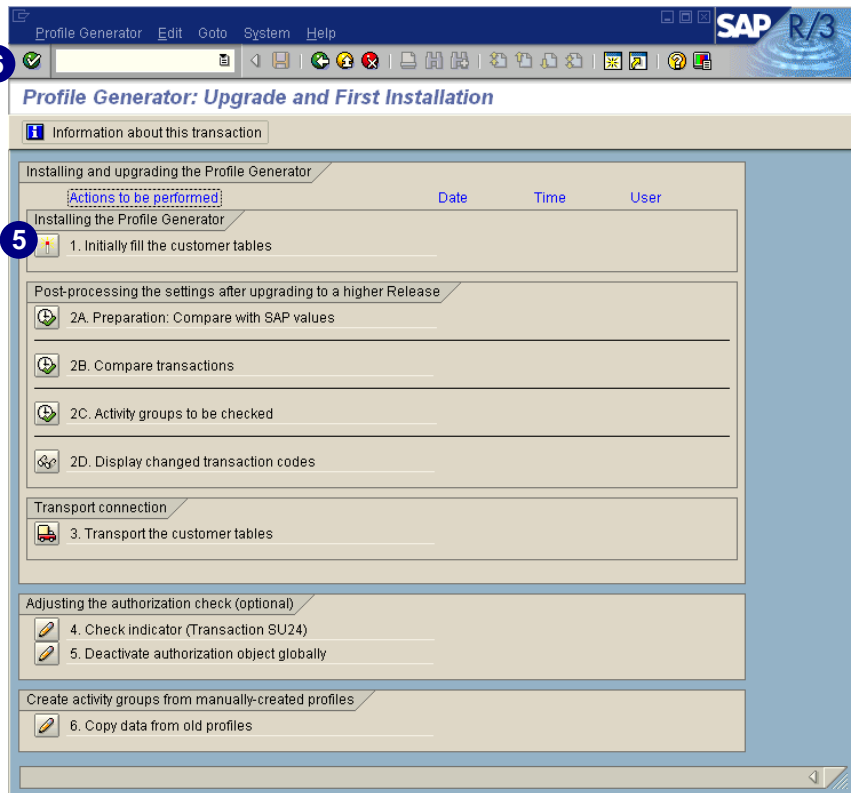 Profile Generator Edit Goto System Help
SAP R/3
Profile Generator: Upgrade and First Installation
Information about this transaction
Installing and upgrading the Profile Generator
Actions to be performed Date Time User
Installing the Profile Generator
5 1. Initially fill the customer tables
Post-processing the settings after upgrading to a higher Release
2A. Preparation: Compare with SAP values
2B. Compare transactions
2C. Activity groups to be checked
2D. Display changed transaction codes
Transport connection
3. Transport the customer tables
Adjusting the authorization check (optional)
4. Check indicator (Transaction SU24)
5. Deactivate authorization object globally
Create activity groups from manually-created profiles
6. Copy data from old profiles